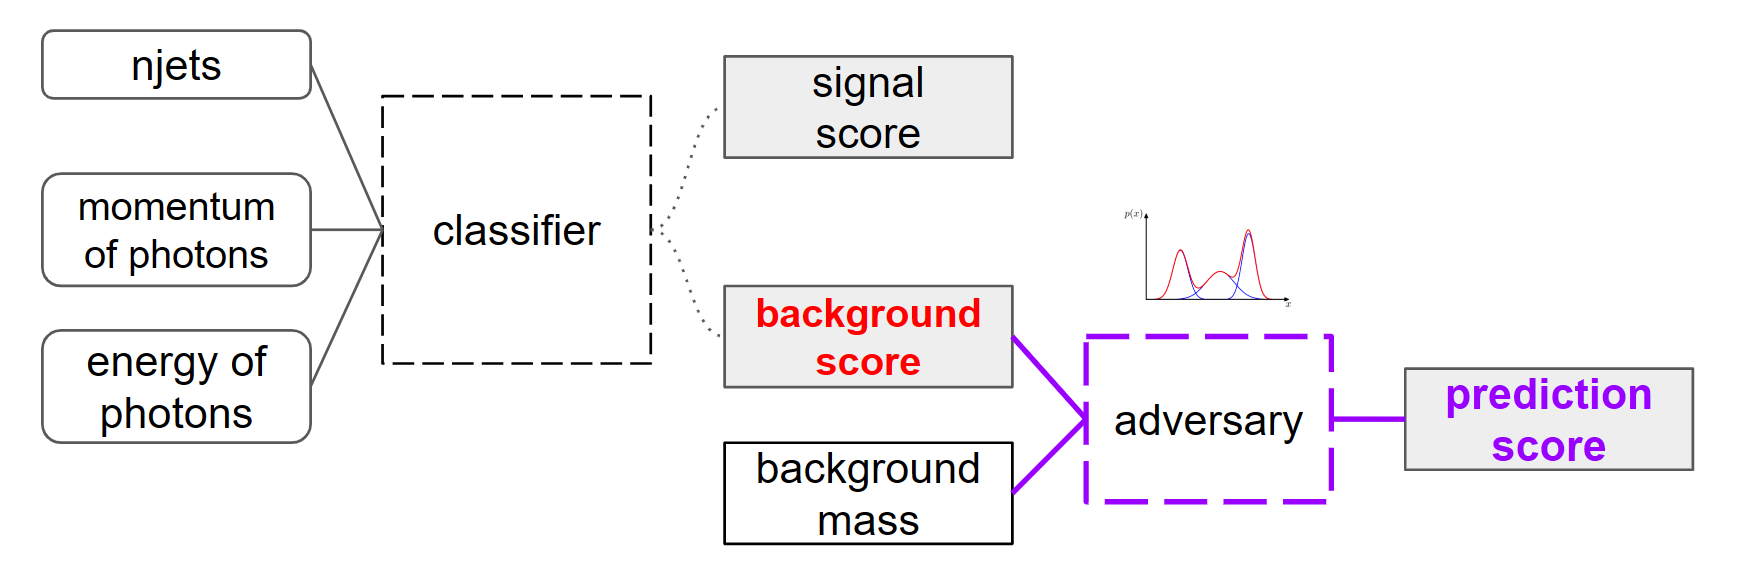 njets
momentum
of photons
energy of
photons
classifier
signal
score
background
score
background
mass
p(x)
x
adversary
prediction
score